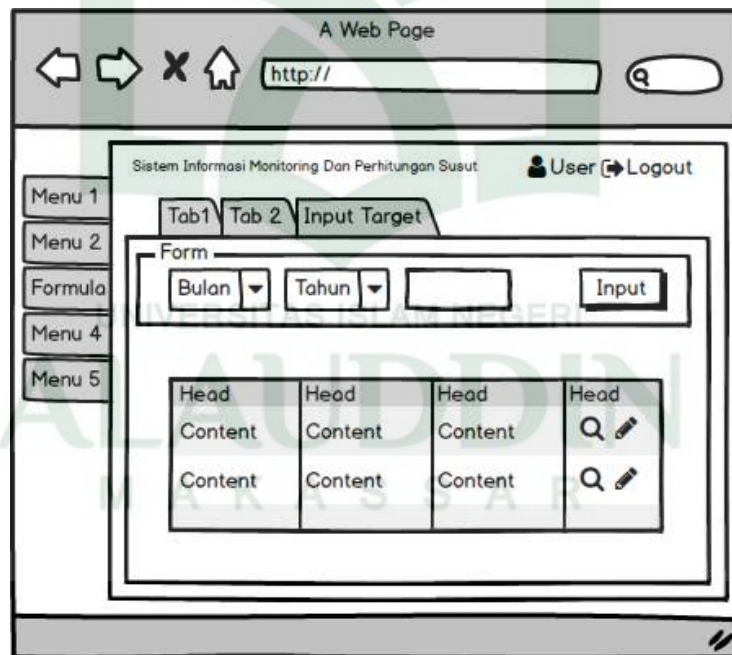 A Web Page
http://
Sistem Informasi Monitoring Dan Perhitungan Susut User Logout
Menu 1
Menu 2
Formula
Menu 4
Menu 5
Tab1 Tab 2 Input Target
Form
Bulan Tahun Input
UNIVERSITAS ISLAM NEGERI
ALAUDDIN
MAKASSAR
Head Head Head Head
Content Content Content
Content Content Content